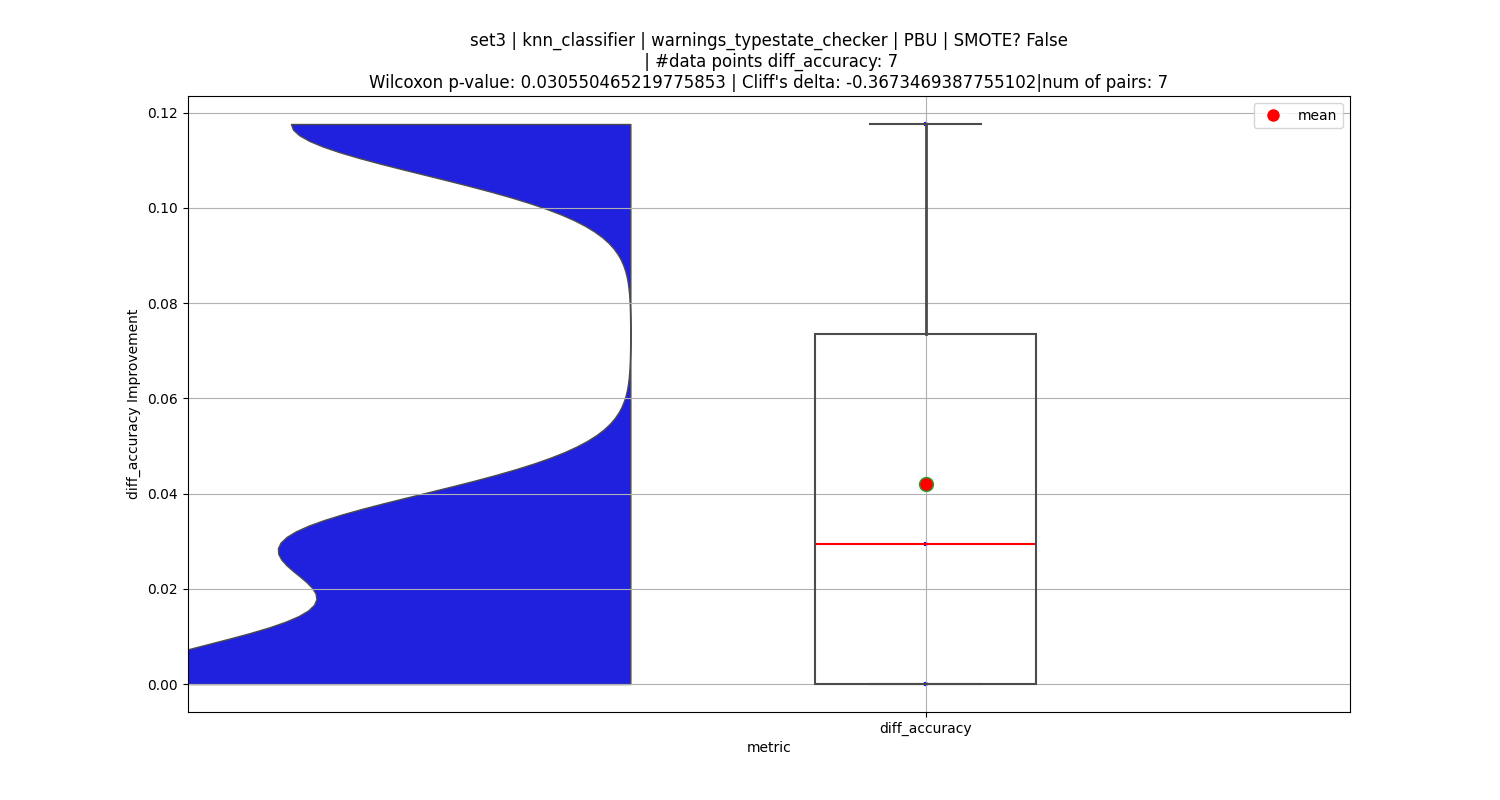 set3 | knn_classifier | warnings_typestate_checker | PBU | SMOTE? False
| #data points diff_accuracy: 7
Wilcoxon p-value: 0.030550465219775853 | Cliff's delta: -0.3673469387755102|num of pairs: 7
mean
0.12
0.10
0.08
0.06
0.04
0.02
0.00
diff_accuracy Improvement
diff_accuracy
metric